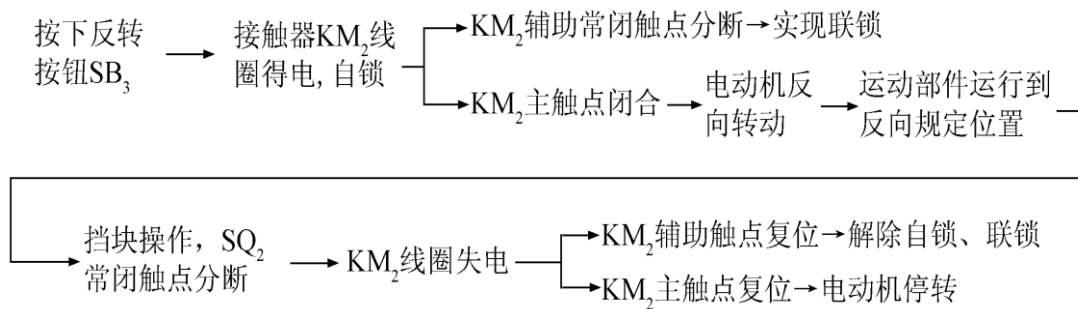 按下反转
按钮SB₃
接触器KM₂线
圈得电,自锁
KM₂辅助常闭触点分断→实现联锁
KM₂主触点闭合
电动机反
向转动
运动部件运行到
反向规定位置
挡块操作，SQ₂
常闭触点分断
KM₂线圈失电
KM₂辅助触点复位→解除自锁、联锁
KM₂主触点复位→电动机停转